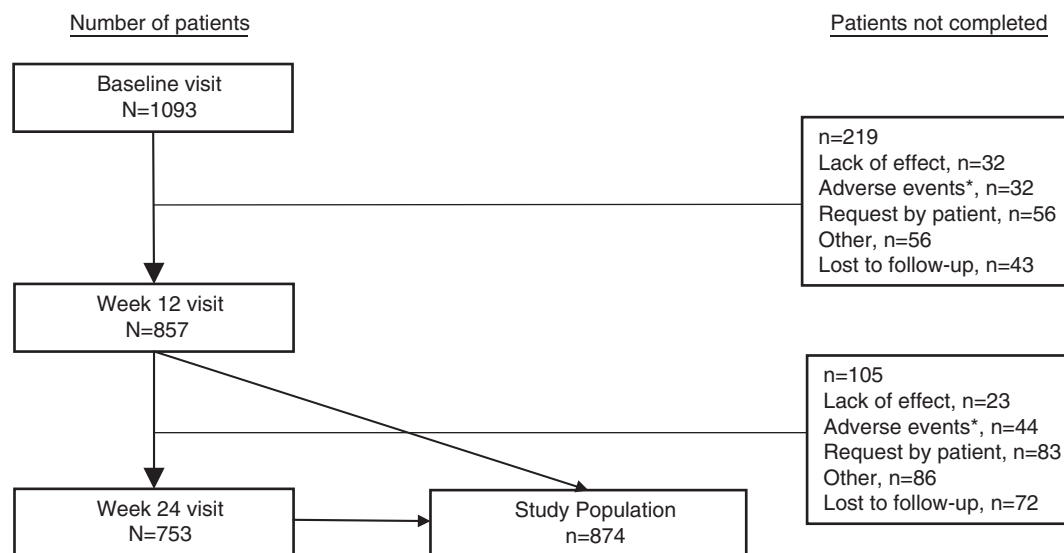 Number of patients
Patients not completed
Baseline visit
N=1093
n=219
Lack of effect, n=32
Adverse events*, n=32
Request by patient, n=56
Other, n=56
Lost to follow-up, n=43
Week 12 visit
N=857
n=105
Lack of effect, n=23
Adverse events*, n=44
Request by patient, n=83
Other, n=86
Lost to follow-up, n=72
Week 24 visit
N=753
Study Population
n=874